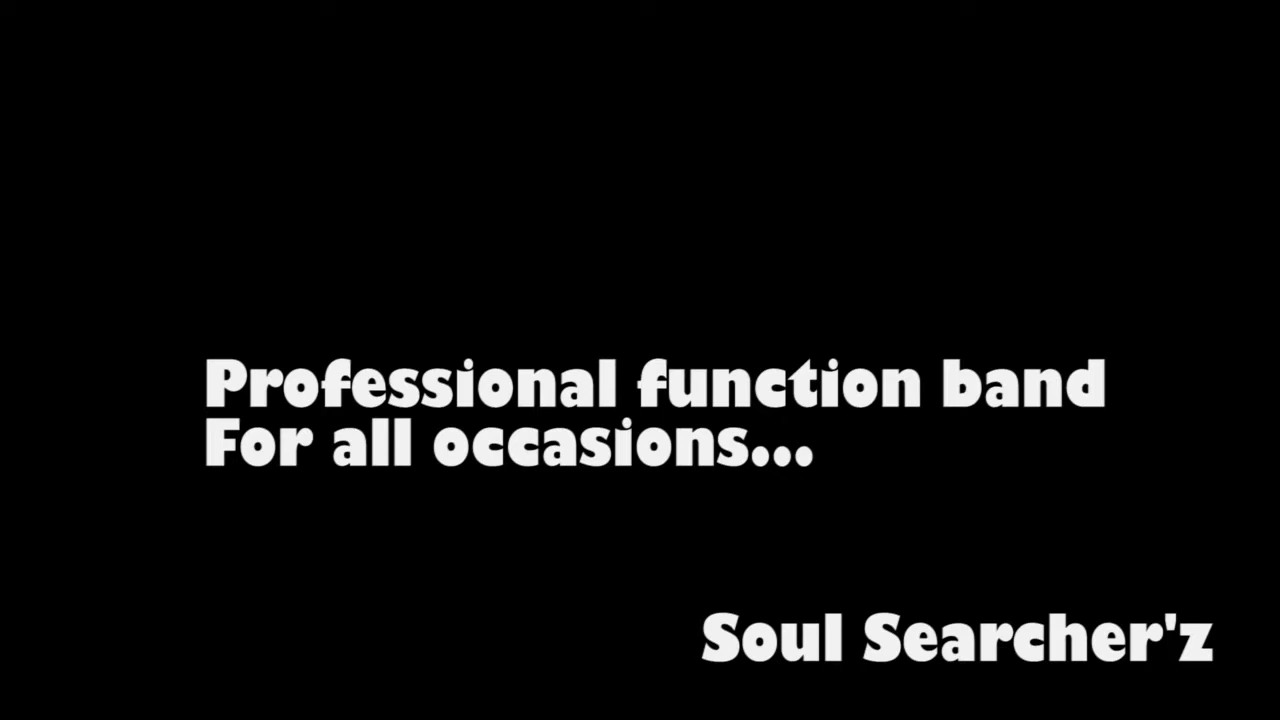 Professional function band
For all occasions...
Soul Searcher'z